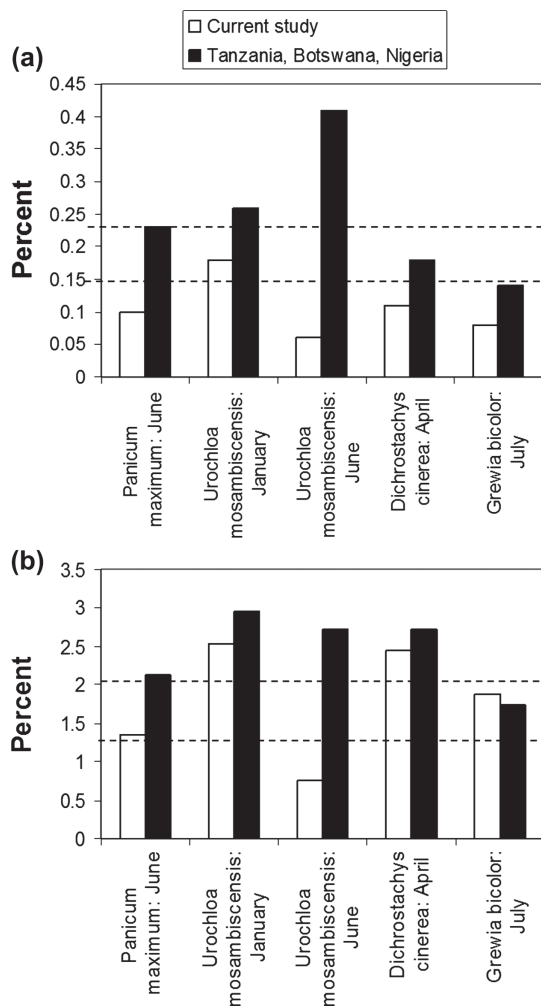 Current study
Tanzania, Botswana, Nigeria
(a)
Percent
0.45
0.4
0.35
0.3
0.25
0.2
0.15
0.1
0.05
0
Panicum
maximum: June
Urochloa
mosambiscensis:
January
Urochloa
mosambiscensis:
June
Dichrostachys
cinerea: April
Grewia bicolor:
July
(b)
Percent
3.5
3
2.5
2
1.5
1
0.5
0
Panicum
maximum: June
Urochloa
mosambiscensis:
January
Urochloa
mosambiscensis:
June
Dichrostachys
cinerea: April
Grewia bicolor:
July